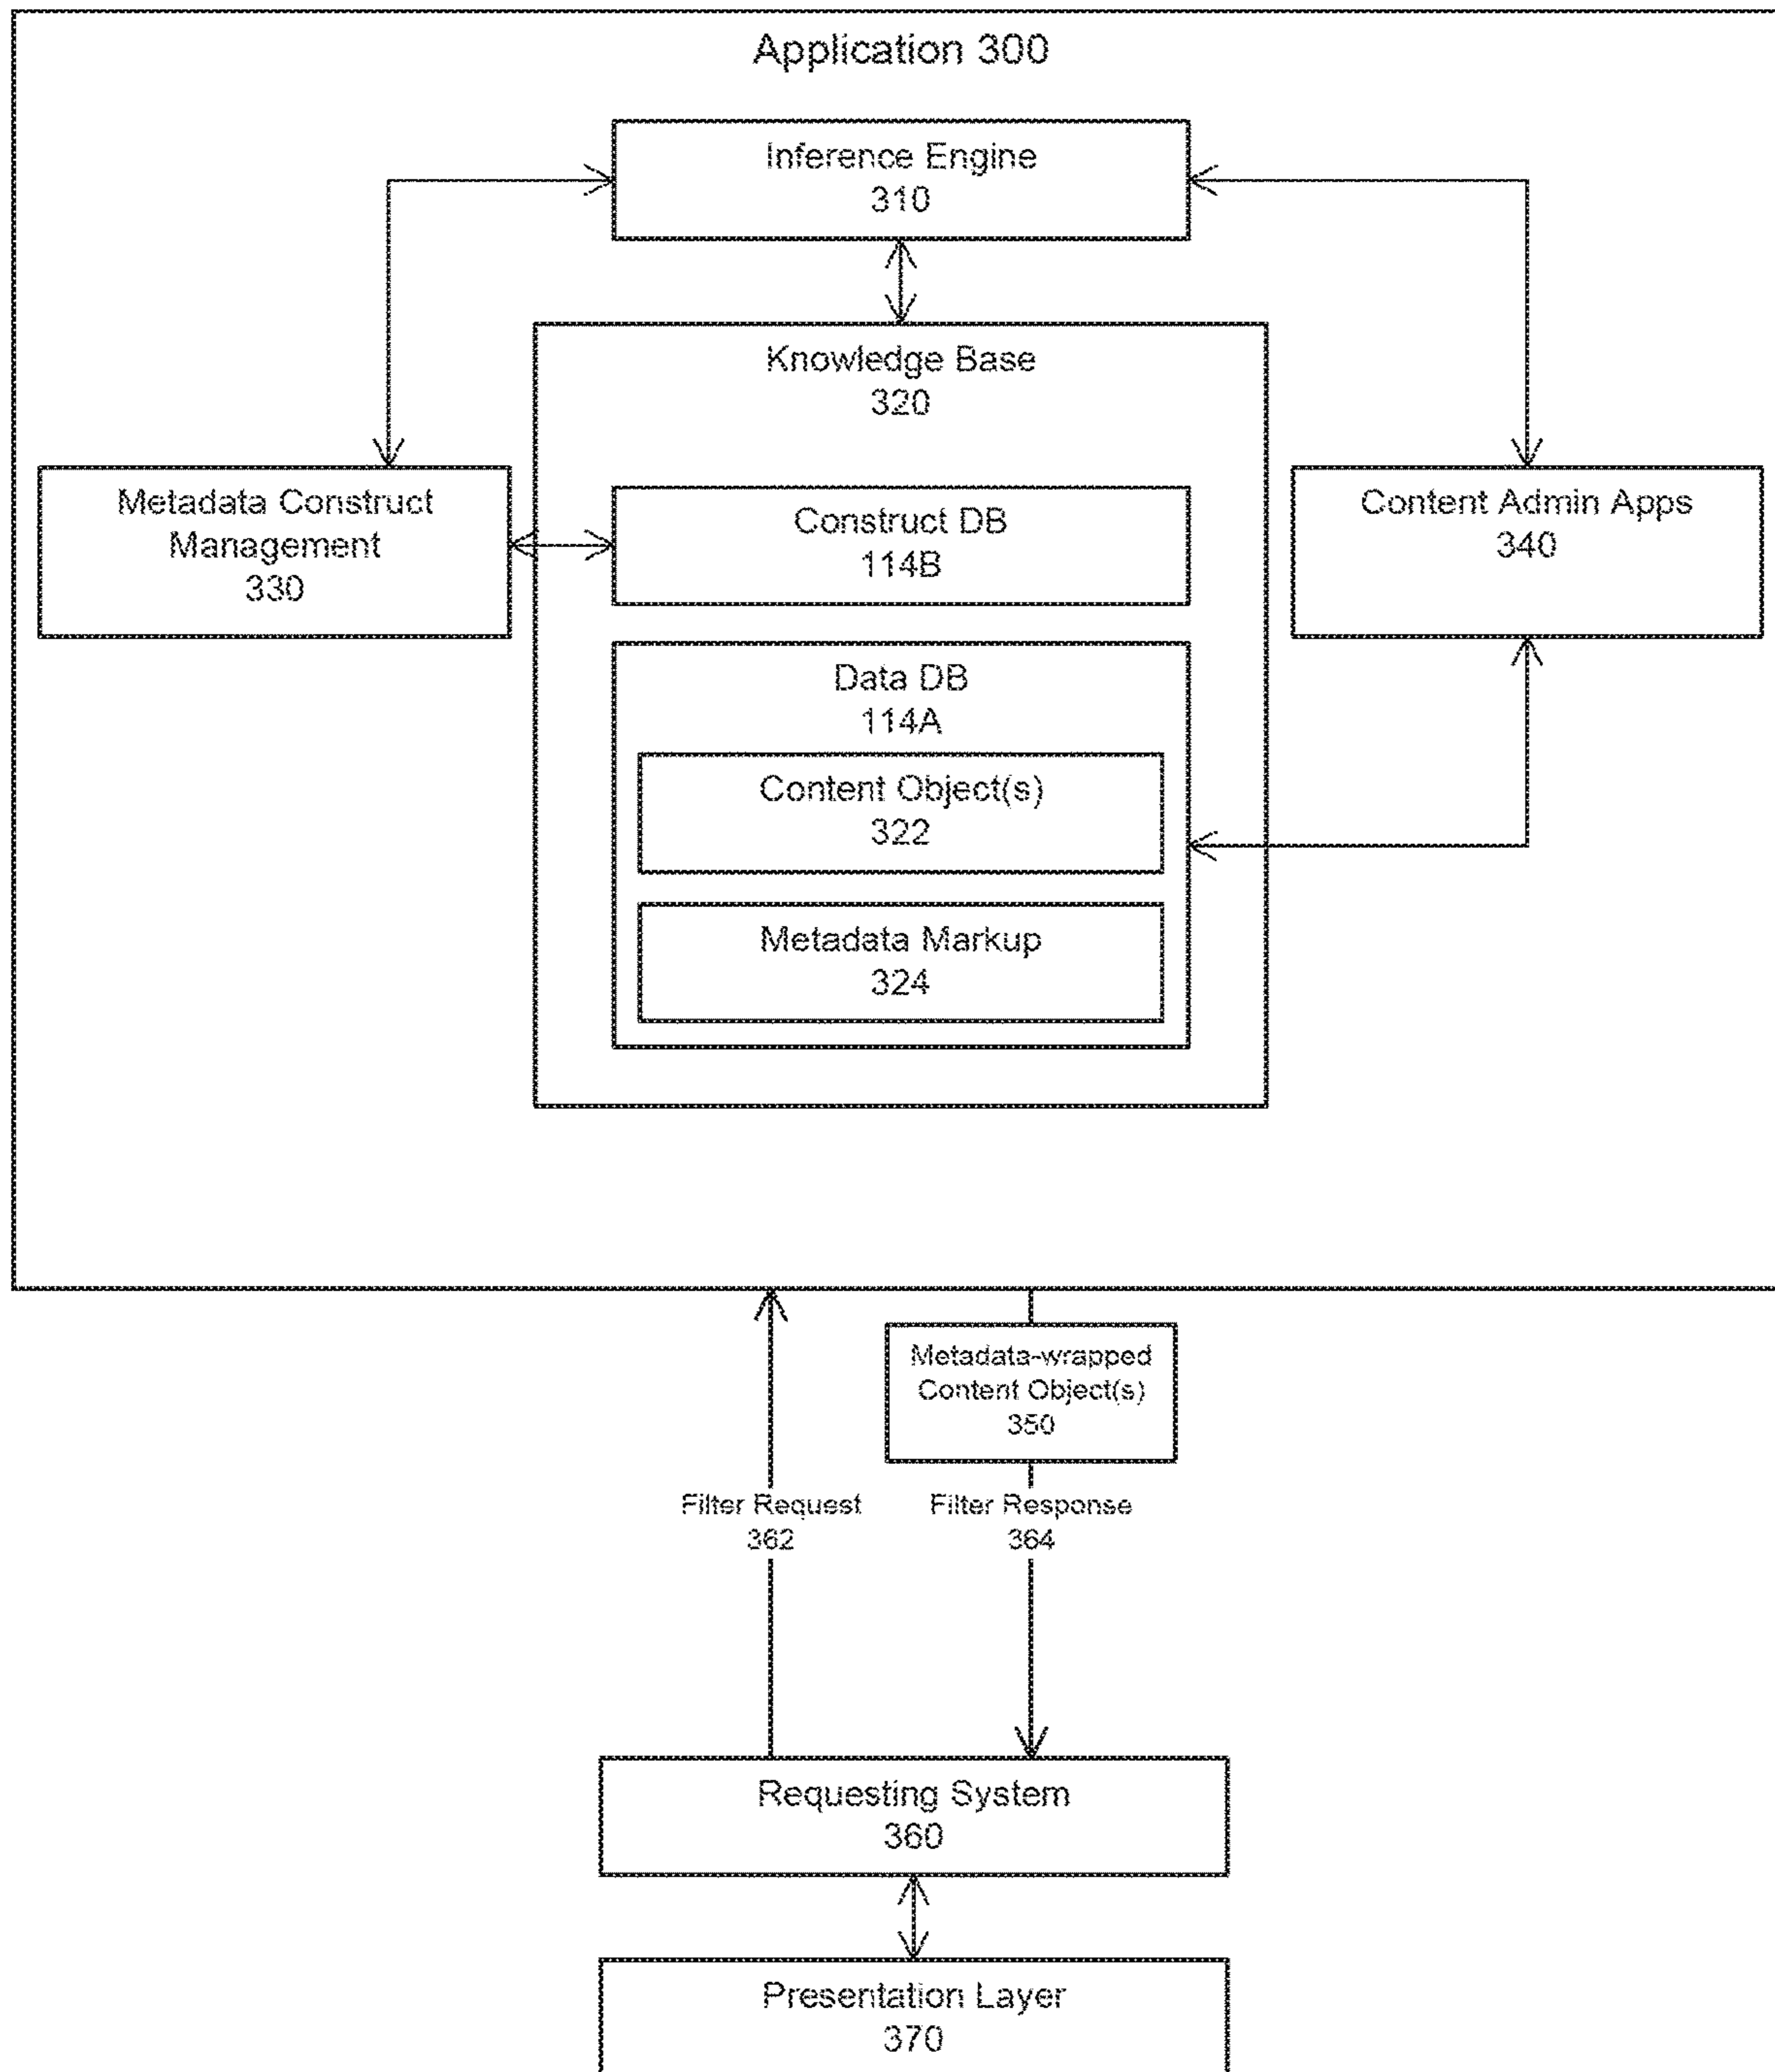 Application 300
Inference Engine
310
Knowledge Base
320
Metadata Construct
Management
330
Construct DB
114B
Content Admin Apps
340
Data DB
114A
Content Object(s)
322
Metadata Markup
324
Metadata-wrapped
Content Object(s)
350
Filter Request
362
Filter Response
364
Requesting System
360
Presentation Layer
370